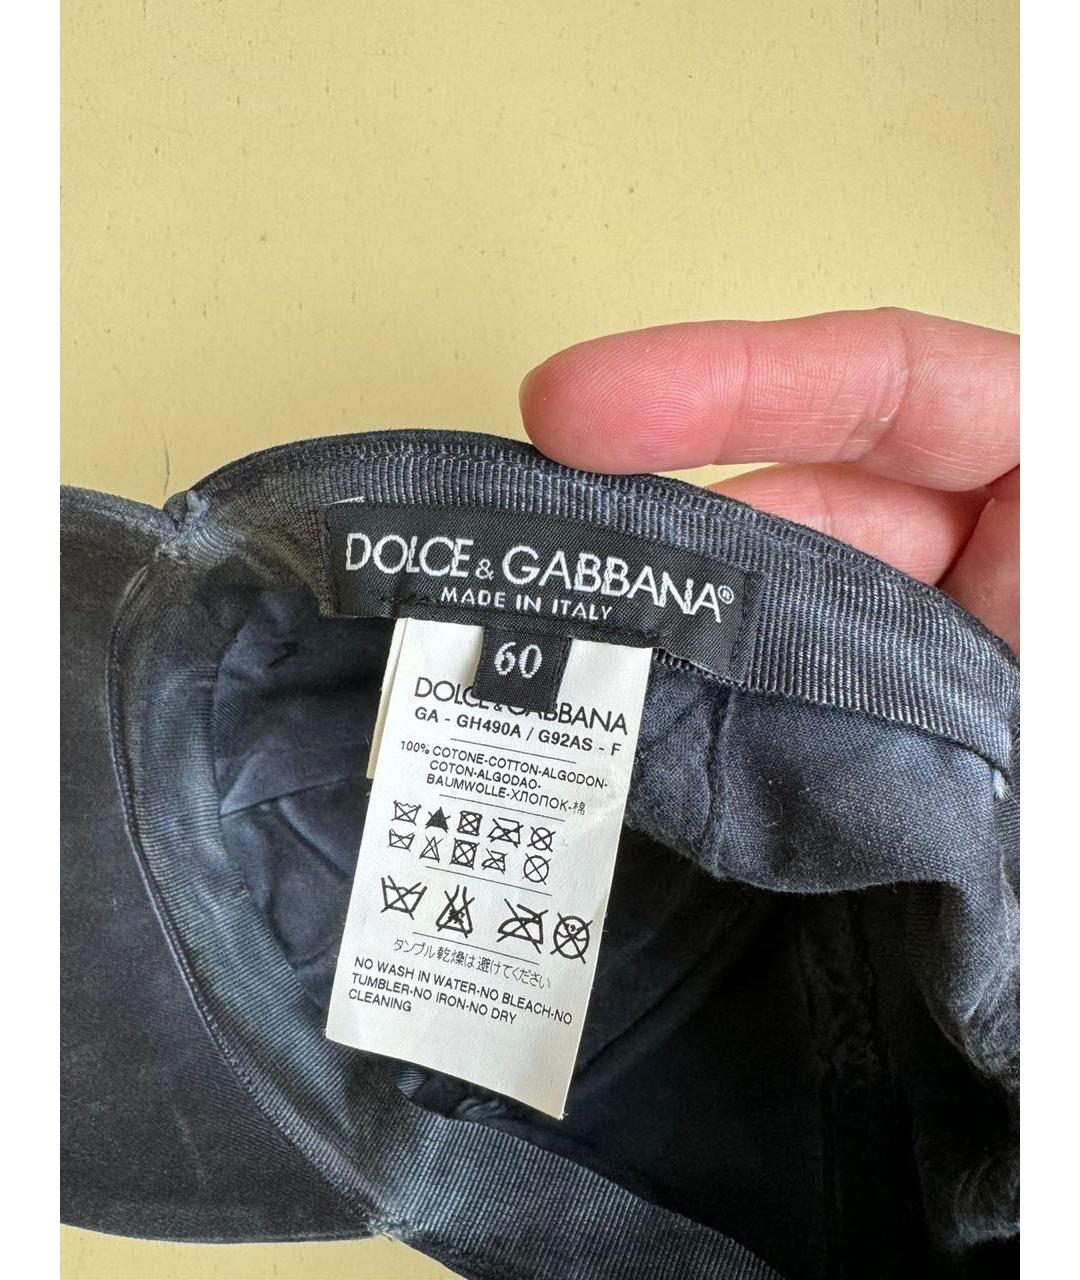 DOLCE & GABBANA®
MADE IN ITALY
60
DOLCE & GABBANA
GA - GH490A / G92AS - F
100% COTONE-COTTON-ALGODON-
COTON-ALGODAO-
BAUMWOLLE-ХЛОПОК-棉
タンブル乾燥は避けてください
NO WASH IN WATER-NO BLEACH-NO
TUMBLER-NO IRON-NO DRY
CLEANING